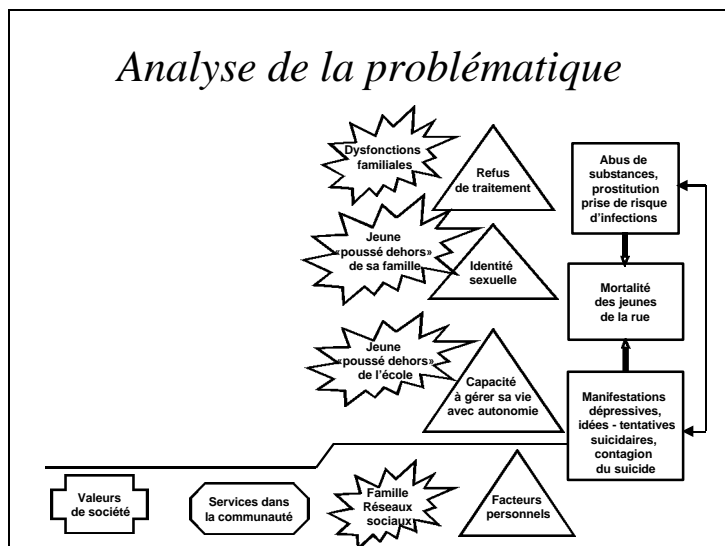 Analyse de la problématique
Dysfonctions
familiales
Refus
de traitement
Abus de
substances,
prostitution
prise de risque
d'infections
Jeune
«poussé dehors»
de sa famille
Identité
sexuelle
Mortalité
des jeunes
de la rue
Jeune
«poussé dehors»
de l'école
Capacité
à gérer sa vie
avec autonomie
Manifestations
dépressives,
idées - tentatives
suicidaires,
contagion
du suicide
Valeurs
de société
Services dans
la communauté
Famille
Réseaux
sociaux
Facteurs
personnels